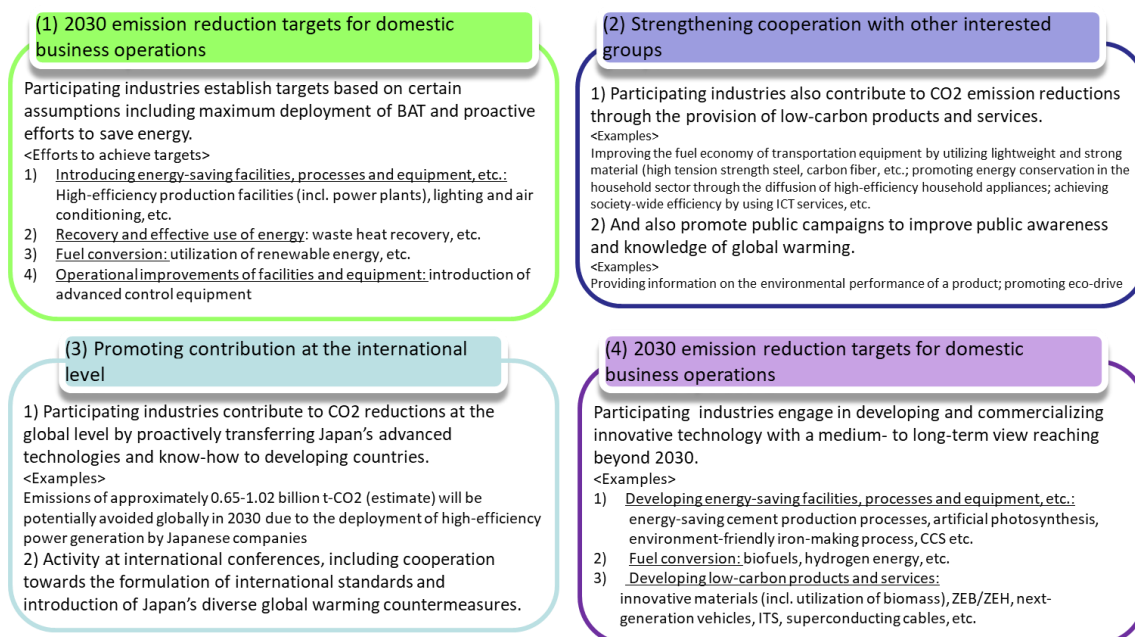 (1) 2030 emission reduction targets for domestic
business operations
Participating industries establish targets based on certain
assumptions including maximum deployment of BAT and proactive
efforts to save energy.
<Efforts to achieve targets>
1) Introducing energy-saving facilities, processes and equipment, etc.:
High-efficiency production facilities (incl. power plants), lighting and air
conditioning, etc.
2) Recovery and effective use of energy: waste heat recovery, etc.
3) Fuel conversion: utilization of renewable energy, etc.
4) Operational improvements of facilities and equipment: introduction of
advanced control equipment
(2) Strengthening cooperation with other interested
groups
1) Participating industries also contribute to CO2 emission reductions
through the provision of low-carbon products and services.
<Examples>
Improving the fuel economy of transportation equipment by utilizing lightweight and strong
material (high tension strength steel, carbon fiber, etc.; promoting energy conservation in the
household sector through the diffusion of high-efficiency household appliances; achieving
society-wide efficiency by using ICT services, etc.
2) And also promote public campaigns to improve public awareness
and knowledge of global warming.
<Examples>
Providing information on the environmental performance of a product; promoting eco-drive
(3) Promoting contribution at the international
level
1) Participating industries contribute to CO2 reductions at the
global level by proactively transferring Japan's advanced
technologies and know-how to developing countries.
<Examples>
Emissions of approximately 0.65-1.02 billion t-CO2 (estimate) will be
potentially avoided globally in 2030 due to the deployment of high-efficiency
power generation by Japanese companies
2) Activity at international conferences, including cooperation
towards the formulation of international standards and
introduction of Japan's diverse global warming countermeasures.
(4) 2030 emission reduction targets for domestic
business operations
Participating industries engage in developing and commercializing
innovative technology with a medium- to long-term view reaching
beyond 2030.
<Examples>
1) Developing energy-saving facilities, processes and equipment, etc.:
energy-saving cement production processes, artificial photosynthesis,
environment-friendly iron-making process, CCS etc.
2) Fuel conversion: biofuels, hydrogen energy, etc.
3) Developing low-carbon products and services:
innovative materials (incl. utilization of biomass), ZEB/ZEH, next-
generation vehicles, ITS, superconducting cables, etc.